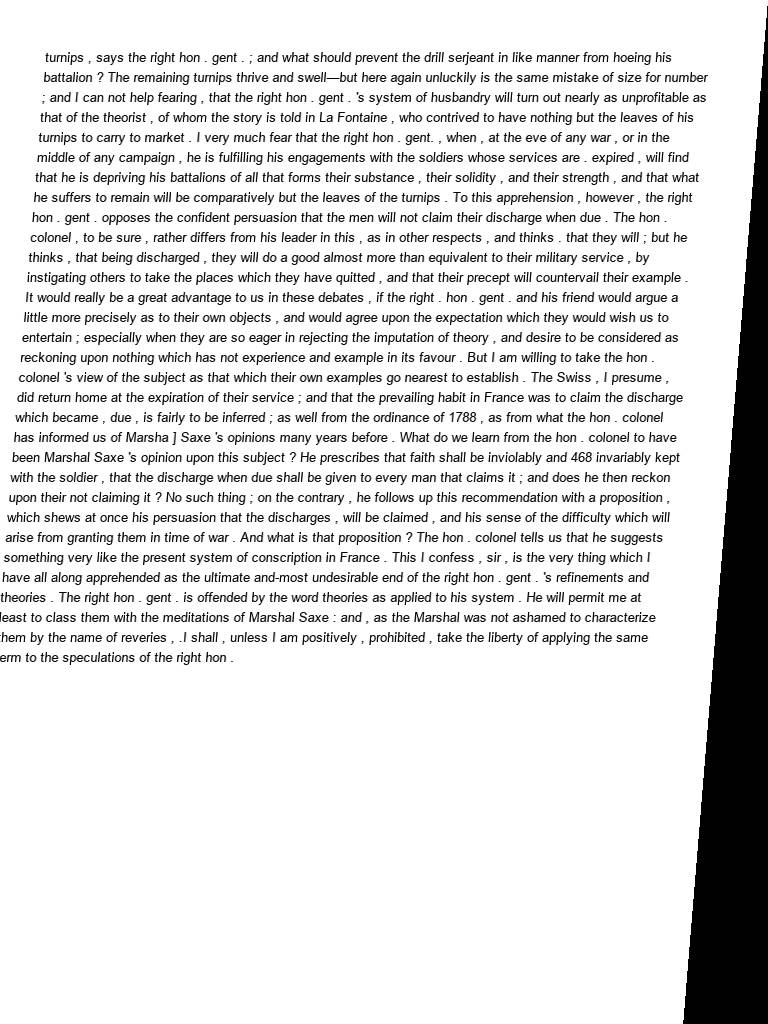 turnips , says the right hon . gent . ; and what should prevent the drill serjeant in like manner from hoeing his
battalion ? The remaining turnips thrive and swell—but here again unluckily is the same mistake of size for number
; and I can not help fearing , that the right hon . gent . 's system of husbandry will turn out nearly as unprofitable as
that of the theorist , of whom the story is told in La Fontaine , who contrived to have nothing but the leaves of his
turnips to carry to market . I very much fear that the right hon . gent. , when , at the eve of any war , or in the
middle of any campaign , he is fulfilling his engagements with the soldiers whose services are . expired , will find
that he is depriving his battalions of all that forms their substance , their solidity , and their strength , and that what
he suffers to remain will be comparatively but the leaves of the turnips . To this apprehension , however , the right
hon . gent . opposes the confident persuasion that the men will not claim their discharge when due . The hon .
colonel , to be sure , rather differs from his leader in this , as in other respects , and thinks . that they will ; but he
thinks , that being discharged , they will do a good almost more than equivalent to their military service , by
instigating others to take the places which they have quitted , and that their precept will countervail their example .
It would really be a great advantage to us in these debates , if the right . hon . gent . and his friend would argue a
little more precisely as to their own objects , and would agree upon the expectation which they would wish us to
entertain ; especially when they are so eager in rejecting the imputation of theory , and desire to be considered as
reckoning upon nothing which has not experience and example in its favour . But I am willing to take the hon .
colonel 's view of the subject as that which their own examples go nearest to establish . The Swiss , I presume ,
did return home at the expiration of their service ; and that the prevailing habit in France was to claim the discharge
which became , due , is fairly to be inferred ; as well from the ordinance of 1788 , as from what the hon . colonel
has informed us of Marsha ] Saxe 's opinions many years before . What do we learn from the hon . colonel to have
been Marshal Saxe 's opinion upon this subject ? He prescribes that faith shall be inviolably and 468 invariably kept
with the soldier , that the discharge when due shall be given to every man that claims it ; and does he then reckon
upon their not claiming it ? No such thing ; on the contrary , he follows up this recommendation with a proposition ,
which shews at once his persuasion that the discharges , will be claimed , and his sense of the difficulty which will
arise from granting them in time of war . And what is that proposition ? The hon . colonel tells us that he suggests
something very like the present system of conscription in France . This I confess , sir , is the very thing which I
have all along apprehended as the ultimate and-most undesirable end of the right hon . gent . 's refinements and
theories . The right hon . gent . is offended by the word theories as applied to his system . He will permit me at
least to class them with the meditations of Marshal Saxe : and , as the Marshal was not ashamed to characterize
them by the name of reveries , .I shall , unless I am positively , prohibited , take the liberty of applying the same
erm to the speculations of the right hon .